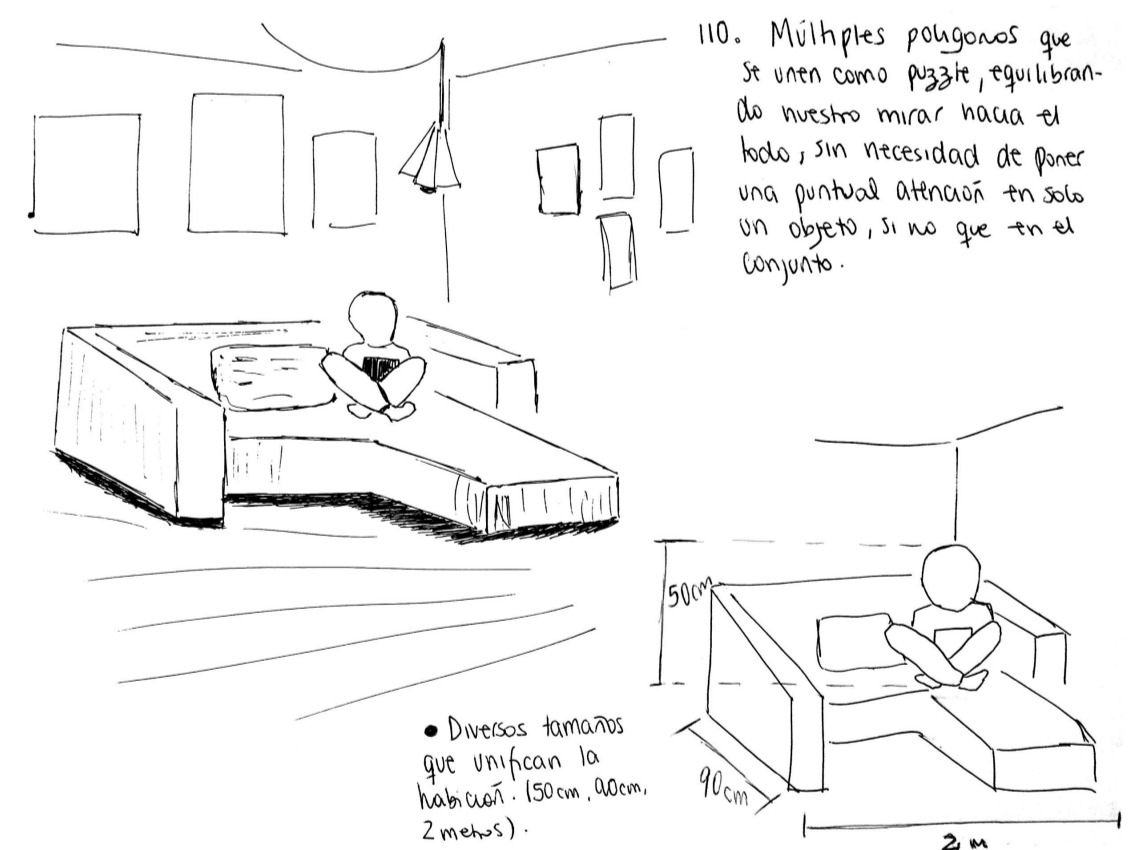 110. Múltiples polígonos que
se unen como puzzle, equilibran-
do nuestro mirar hacia el
todo, sin necesidad de poner
una puntual atención en solo
un objeto, si no que en el
conjunto.
50cm
90cm
2 m
• Diversos tamaños
que unifican la
habición. (50cm, 90cm,
2 metros).